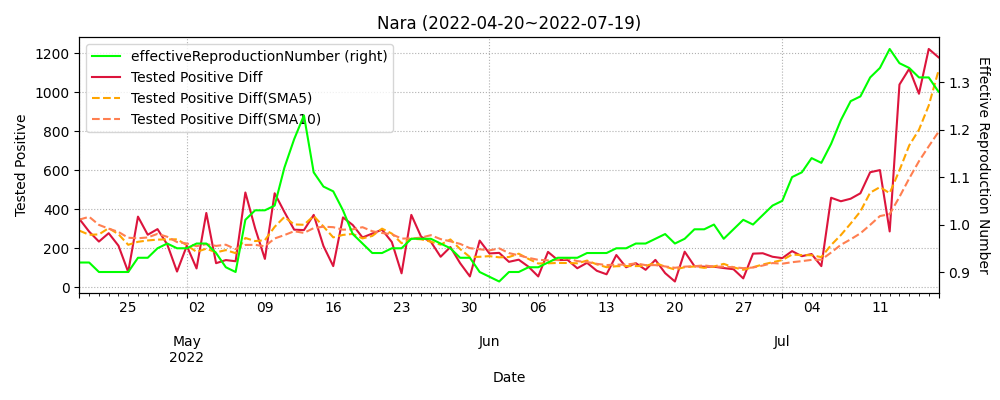 Nara (2022-04-20~2022-07-19)
effectiveReproductionNumber (right)
Tested Positive Diff
Tested Positive Diff(SMA5)
Tested Positive Diff(SMA10)
Tested Positive
1200
1000
800
600
400
200
0
Effective Reproduction Number
1.3
1.2
1.1
1.0
0.9
25 02 09 16 23 30 06 13 20 27 04 11
May Jun Jul
2022
Date